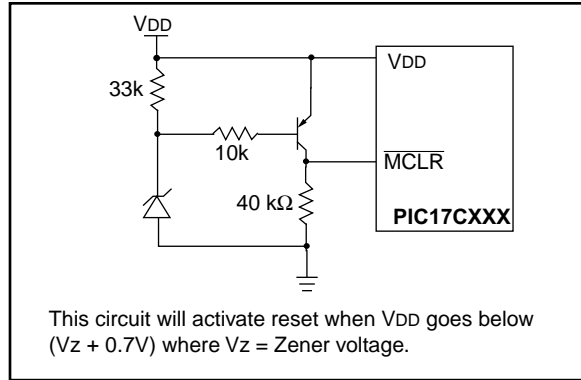 VDD
33k
VDD
10k
MCLR
40 kΩ
PIC17CXXX
This circuit will activate reset when VDD goes below
(Vz + 0.7V) where Vz = Zener voltage.